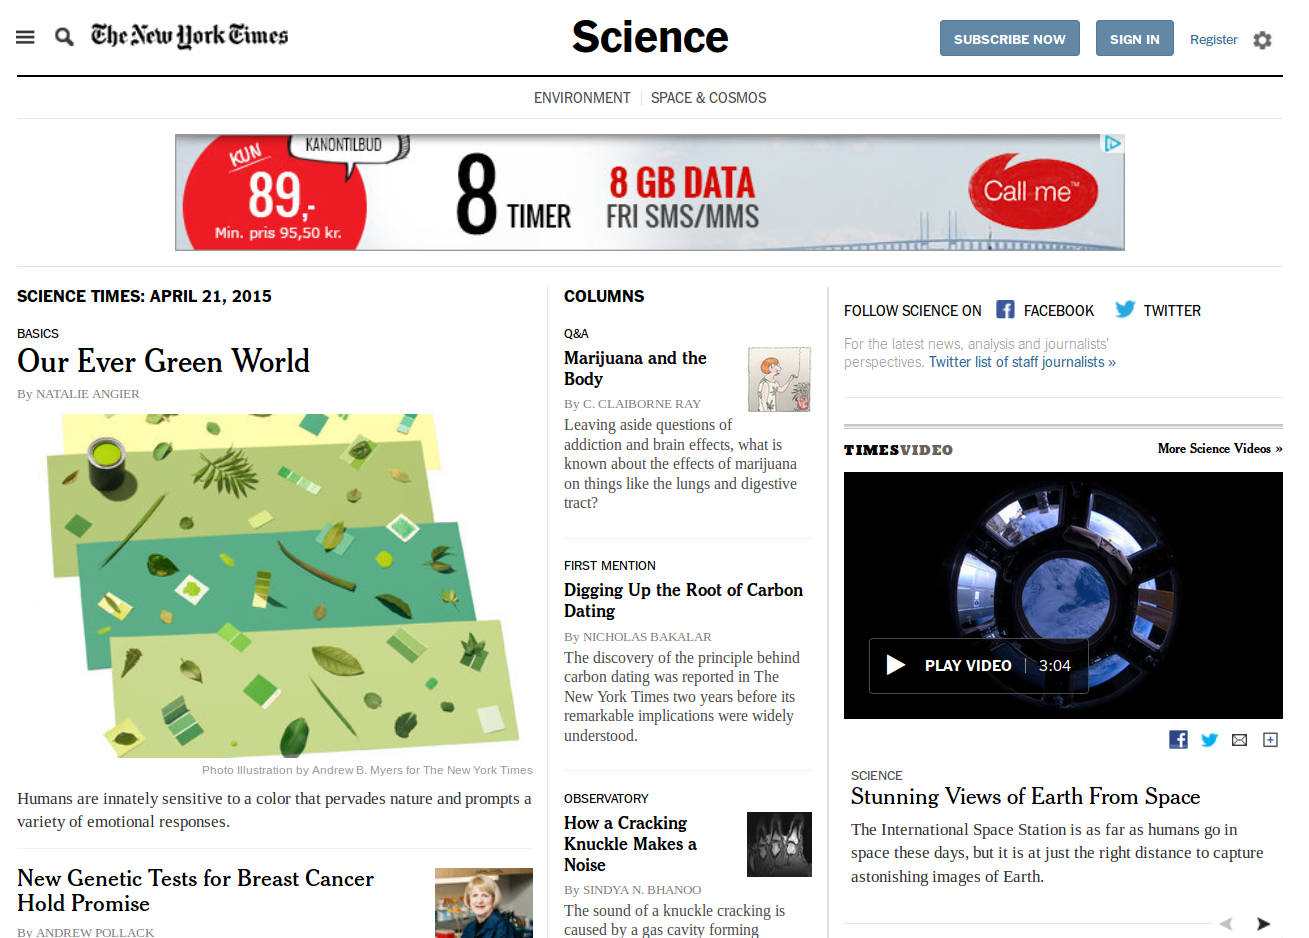 The New York Times
Science
SUBSCRIBE NOW
SIGN IN
Register
ENVIRONMENT
SPACE & COSMOS
KUN
89,-
Min. pris 95,50 kr.
KANONTILBUD
8 TIMER
8 GB DATA
FRI SMS/MMS
Call me™
SCIENCE TIMES: APRIL 21, 2015
BASICS
Our Ever Green World
By NATALIE ANGIER
Photo Illustration by Andrew B. Myers for The New York Times
Humans are innately sensitive to a color that pervades nature and prompts a
variety of emotional responses.
New Genetic Tests for Breast Cancer
Hold Promise
By ANDREW POLLACK
COLUMNS
Q&A
Marijuana and the
Body
By C. CLAIBORNE RAY
Leaving aside questions of
addiction and brain effects, what is
known about the effects of marijuana
on things like the lungs and digestive
tract?
FIRST MENTION
Digging Up the Root of Carbon
Dating
By NICHOLAS BAKALAR
The discovery of the principle behind
carbon dating was reported in The
New York Times two years before its
remarkable implications were widely
understood.
OBSERVATORY
How a Cracking
Knuckle Makes a
Noise
By SINDYA N. BHANOO
The sound of a knuckle cracking is
caused by a gas cavity forming
FOLLOW SCIENCE ON
FACEBOOK
TWITTER
For the latest news, analysis and journalists'
perspectives. Twitter list of staff journalists »
TIMESVIDEO
More Science Videos »
PLAY VIDEO
3:04
SCIENCE
Stunning Views of Earth From Space
The International Space Station is as far as humans go in
space these days, but it is at just the right distance to capture
astonishing images of Earth.